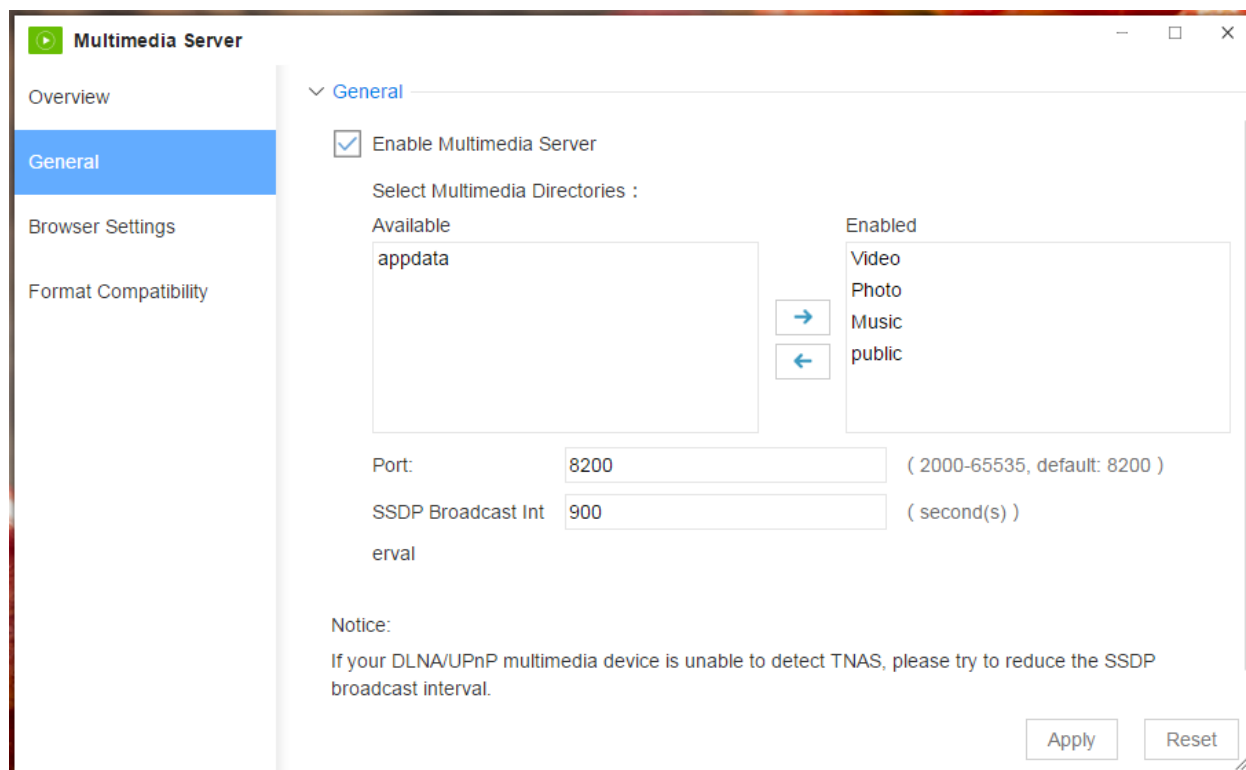 Multimedia Server
Overview
General
Browser Settings
Format Compatibility
General
Enable Multimedia Server
Select Multimedia Directories :
Available
Enabled
appdata
Video
Photo
Music
public
Port:
8200
( 2000-65535, default: 8200 )
SSDP Broadcast Int
erval
900
( second(s) )
Notice:
If your DLNA/UPnP multimedia device is unable to detect TNAS, please try to reduce the SSDP
broadcast interval.
Apply
Reset